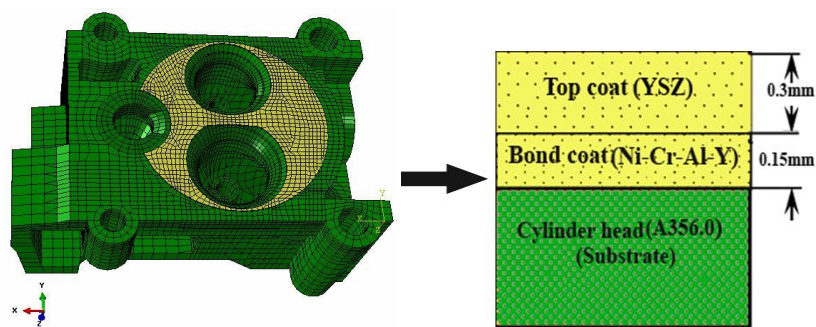 Top coat (YSZ)
0.3mm
Bond coat(Ni-Cr-Al-Y)
0.15mm
Cylinder head(A356.0)
(Substrate)
Y
X
Z
Y
Z